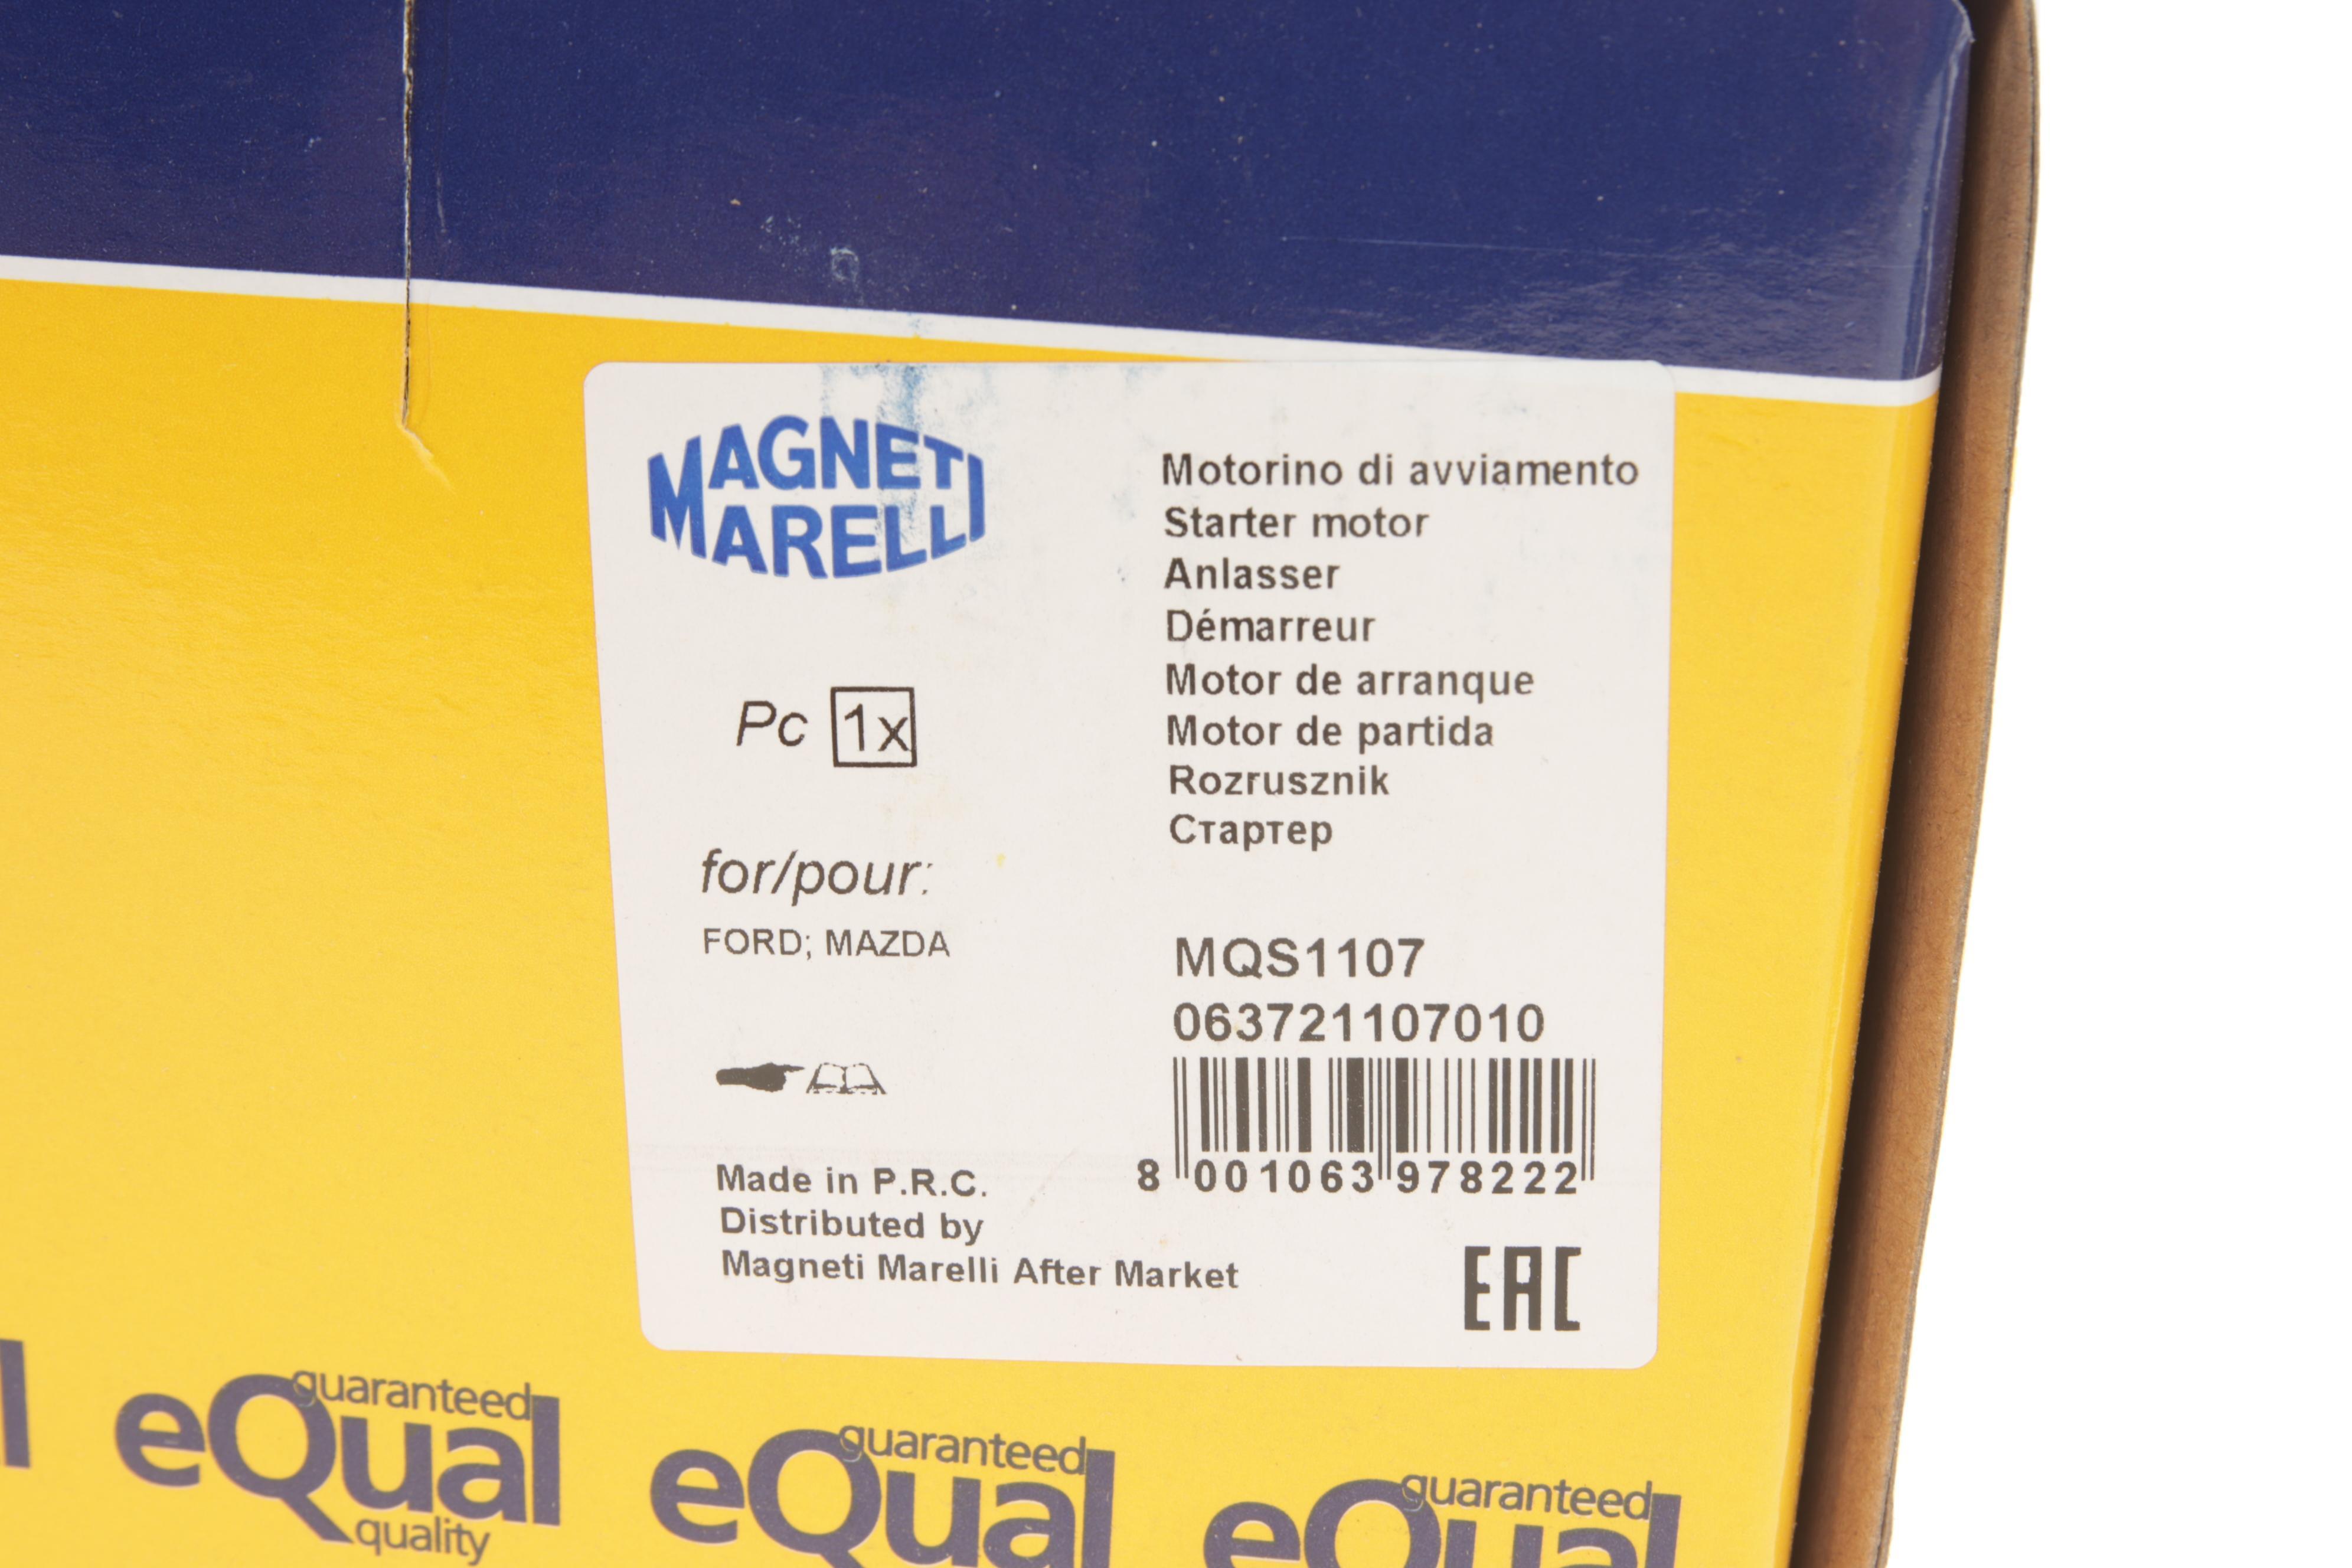 MAGNETI
MARELLI
Motorino di avviamento
Starter motor
Anlasser
Démarreur
Motor de arranque
Motor de partida
Rozrusznik
Стартер
Pc 1x
for/pour:
FORD; MAZDA
MQS1107
063721107010
8 001063 978222
Made in P.R.C.
Distributed by
Magneti Marelli After Market
EAC
guaranteed
eQual
quality
guaranteed
eQual
guaranteed
eQual